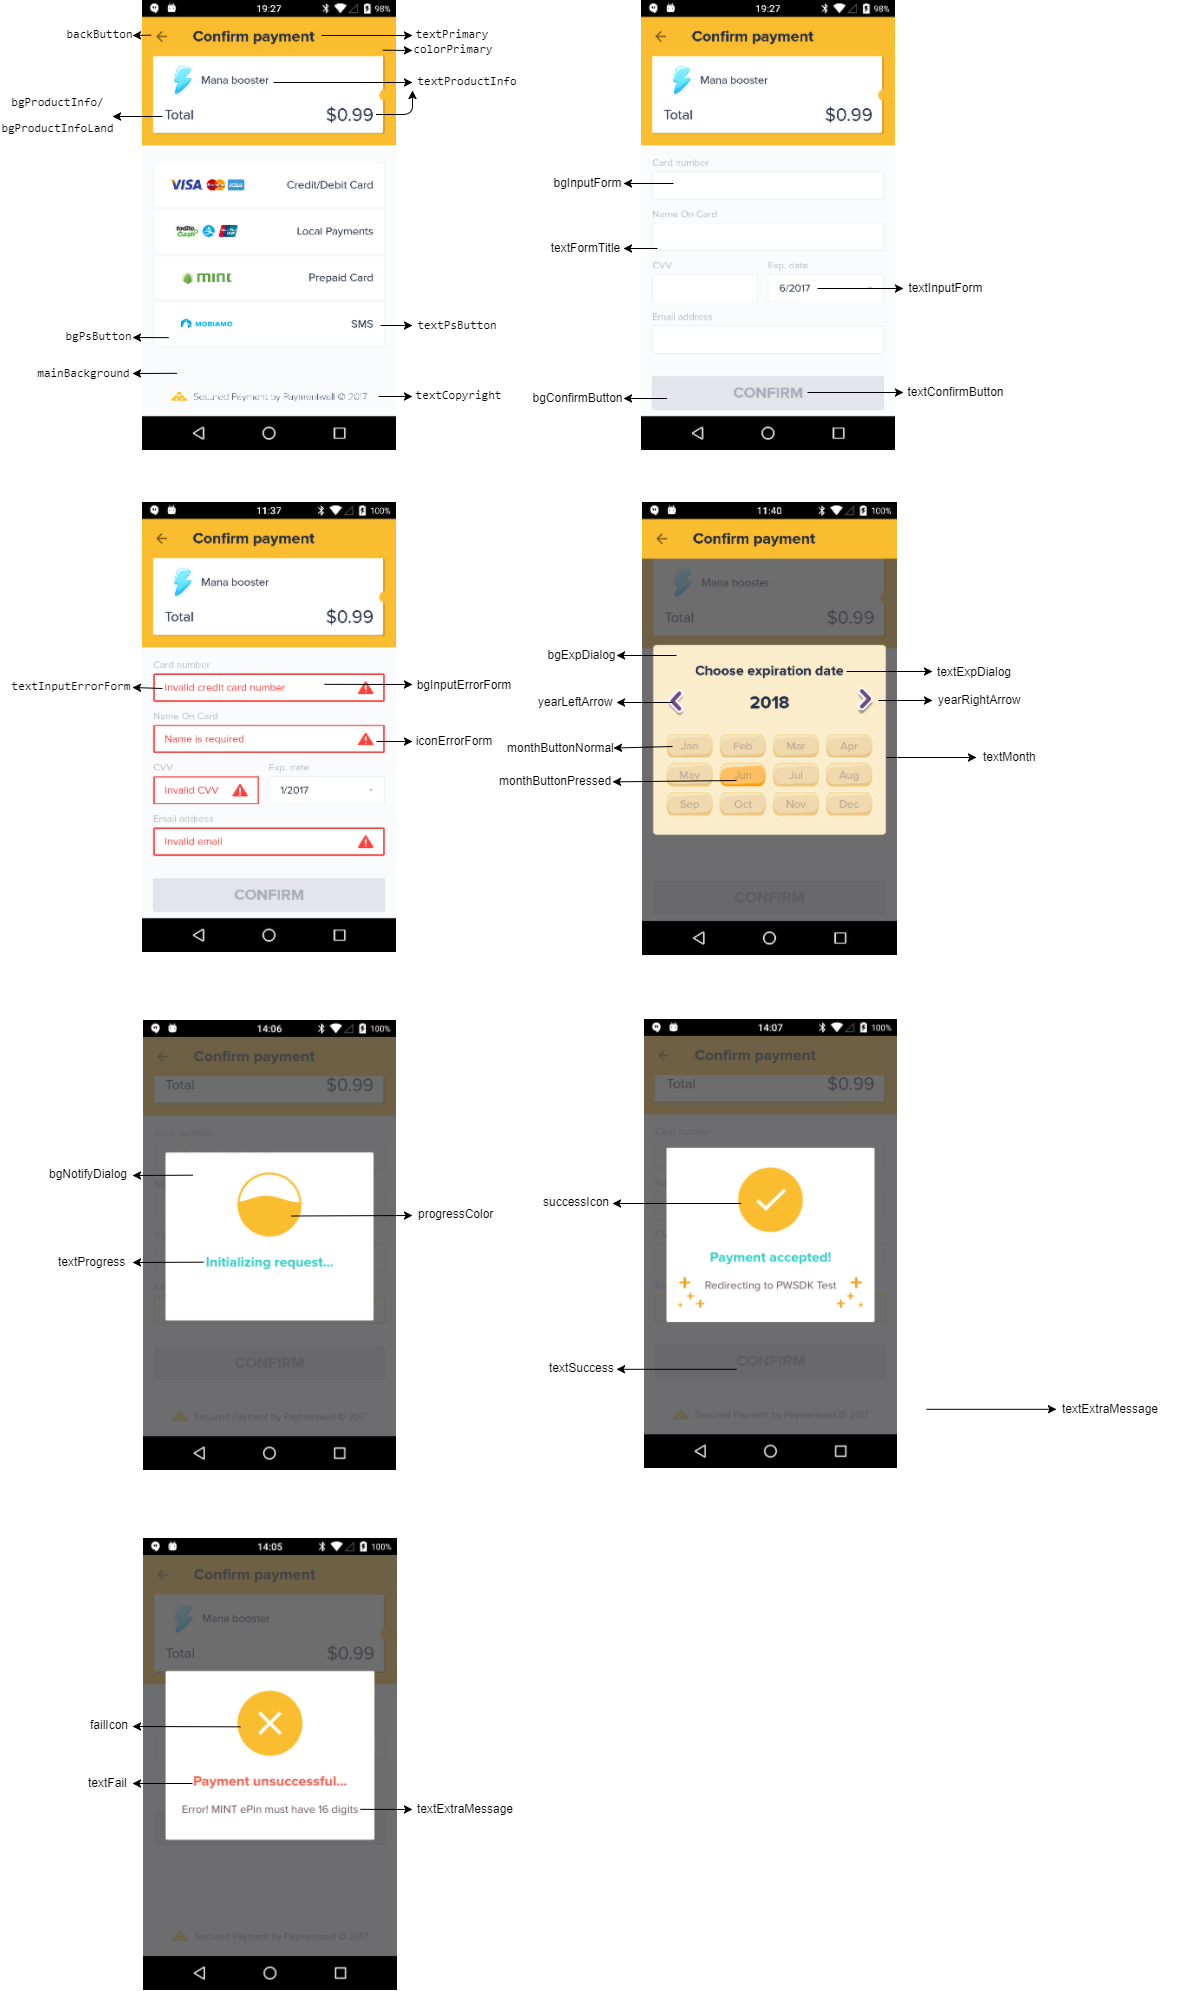 19:27
98%
backButton
Confirm payment
textPrimary
colorPrimary
Mana booster
textProductInfo
bgProductInfo/
bgProductInfoLand
Total
$0.99
VISA
Credit/Debit Card
todito Cash
Local Payments
mint
Prepaid Card
MOBIAMO
SMS
textPsButton
bgPsButton
mainBackground
Secured Payment by Paymentwall © 2017
textCopyright
19:27
98%
Confirm payment
Mana booster
Total
$0.99
Card number
bgInputForm
Name On Card
textFormTitle
CVV
Exp. date
6/2017
textInputForm
Email address
CONFIRM
textConfirmButton
bgConfirmButton
11:37
100%
Confirm payment
Mana booster
Total
$0.99
Card number
textInputErrorForm
Invalid credit card number
bgInputErrorForm
Name On Card
Name is required
iconErrorForm
CVV
Exp. date
Invalid CVV
1/2017
Email address
Invalid email
CONFIRM
11:40
100%
Confirm payment
Mana booster
Total
$0.99
bgExpDialog
Choose expiration date
textExpDialog
yearLeftArrow
2018
yearRightArrow
monthButtonNormal
Jan
Feb
Mar
Apr
textMonth
monthButtonPressed
May
Jun
Jul
Aug
Sep
Oct
Nov
Dec
CONFIRM
14:06
100%
Confirm payment
Total
$0.99
Card number
bgNotifyDialog
progressColor
textProgress
Initializing request...
CONFIRM
Secured Payment by Paymentwall © 2017
14:07
100%
Confirm payment
Total
$0.99
Card number
successIcon
Payment accepted!
Redirecting to PWSDK Test
textSuccess
CONFIRM
Secured Payment by Paymentwall © 2017
textExtraMessage
14:05
100%
Confirm payment
Mana booster
Total
$0.99
failIcon
textFail
Payment unsuccessful...
Error! MINT ePin must have 16 digits
textExtraMessage
Secured Payment by Paymentwall © 2017